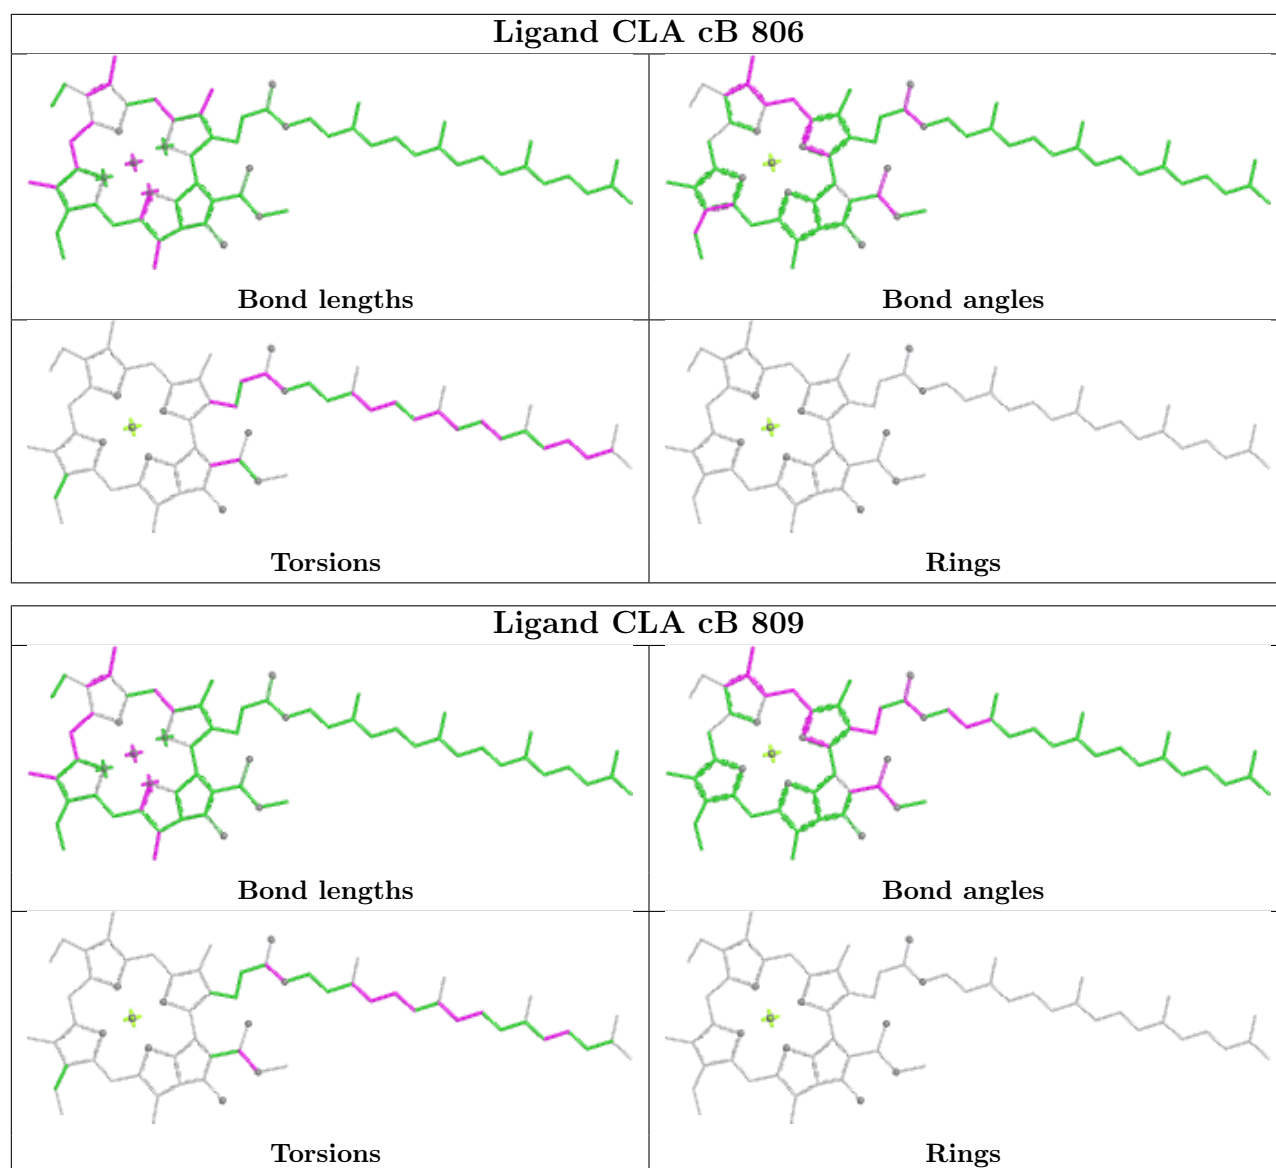 Ligand CLA cB 806
Bond lengths
Bond angles
Torsions
Rings
Ligand CLA cB 809
Bond lengths
Bond angles
Torsions
Rings